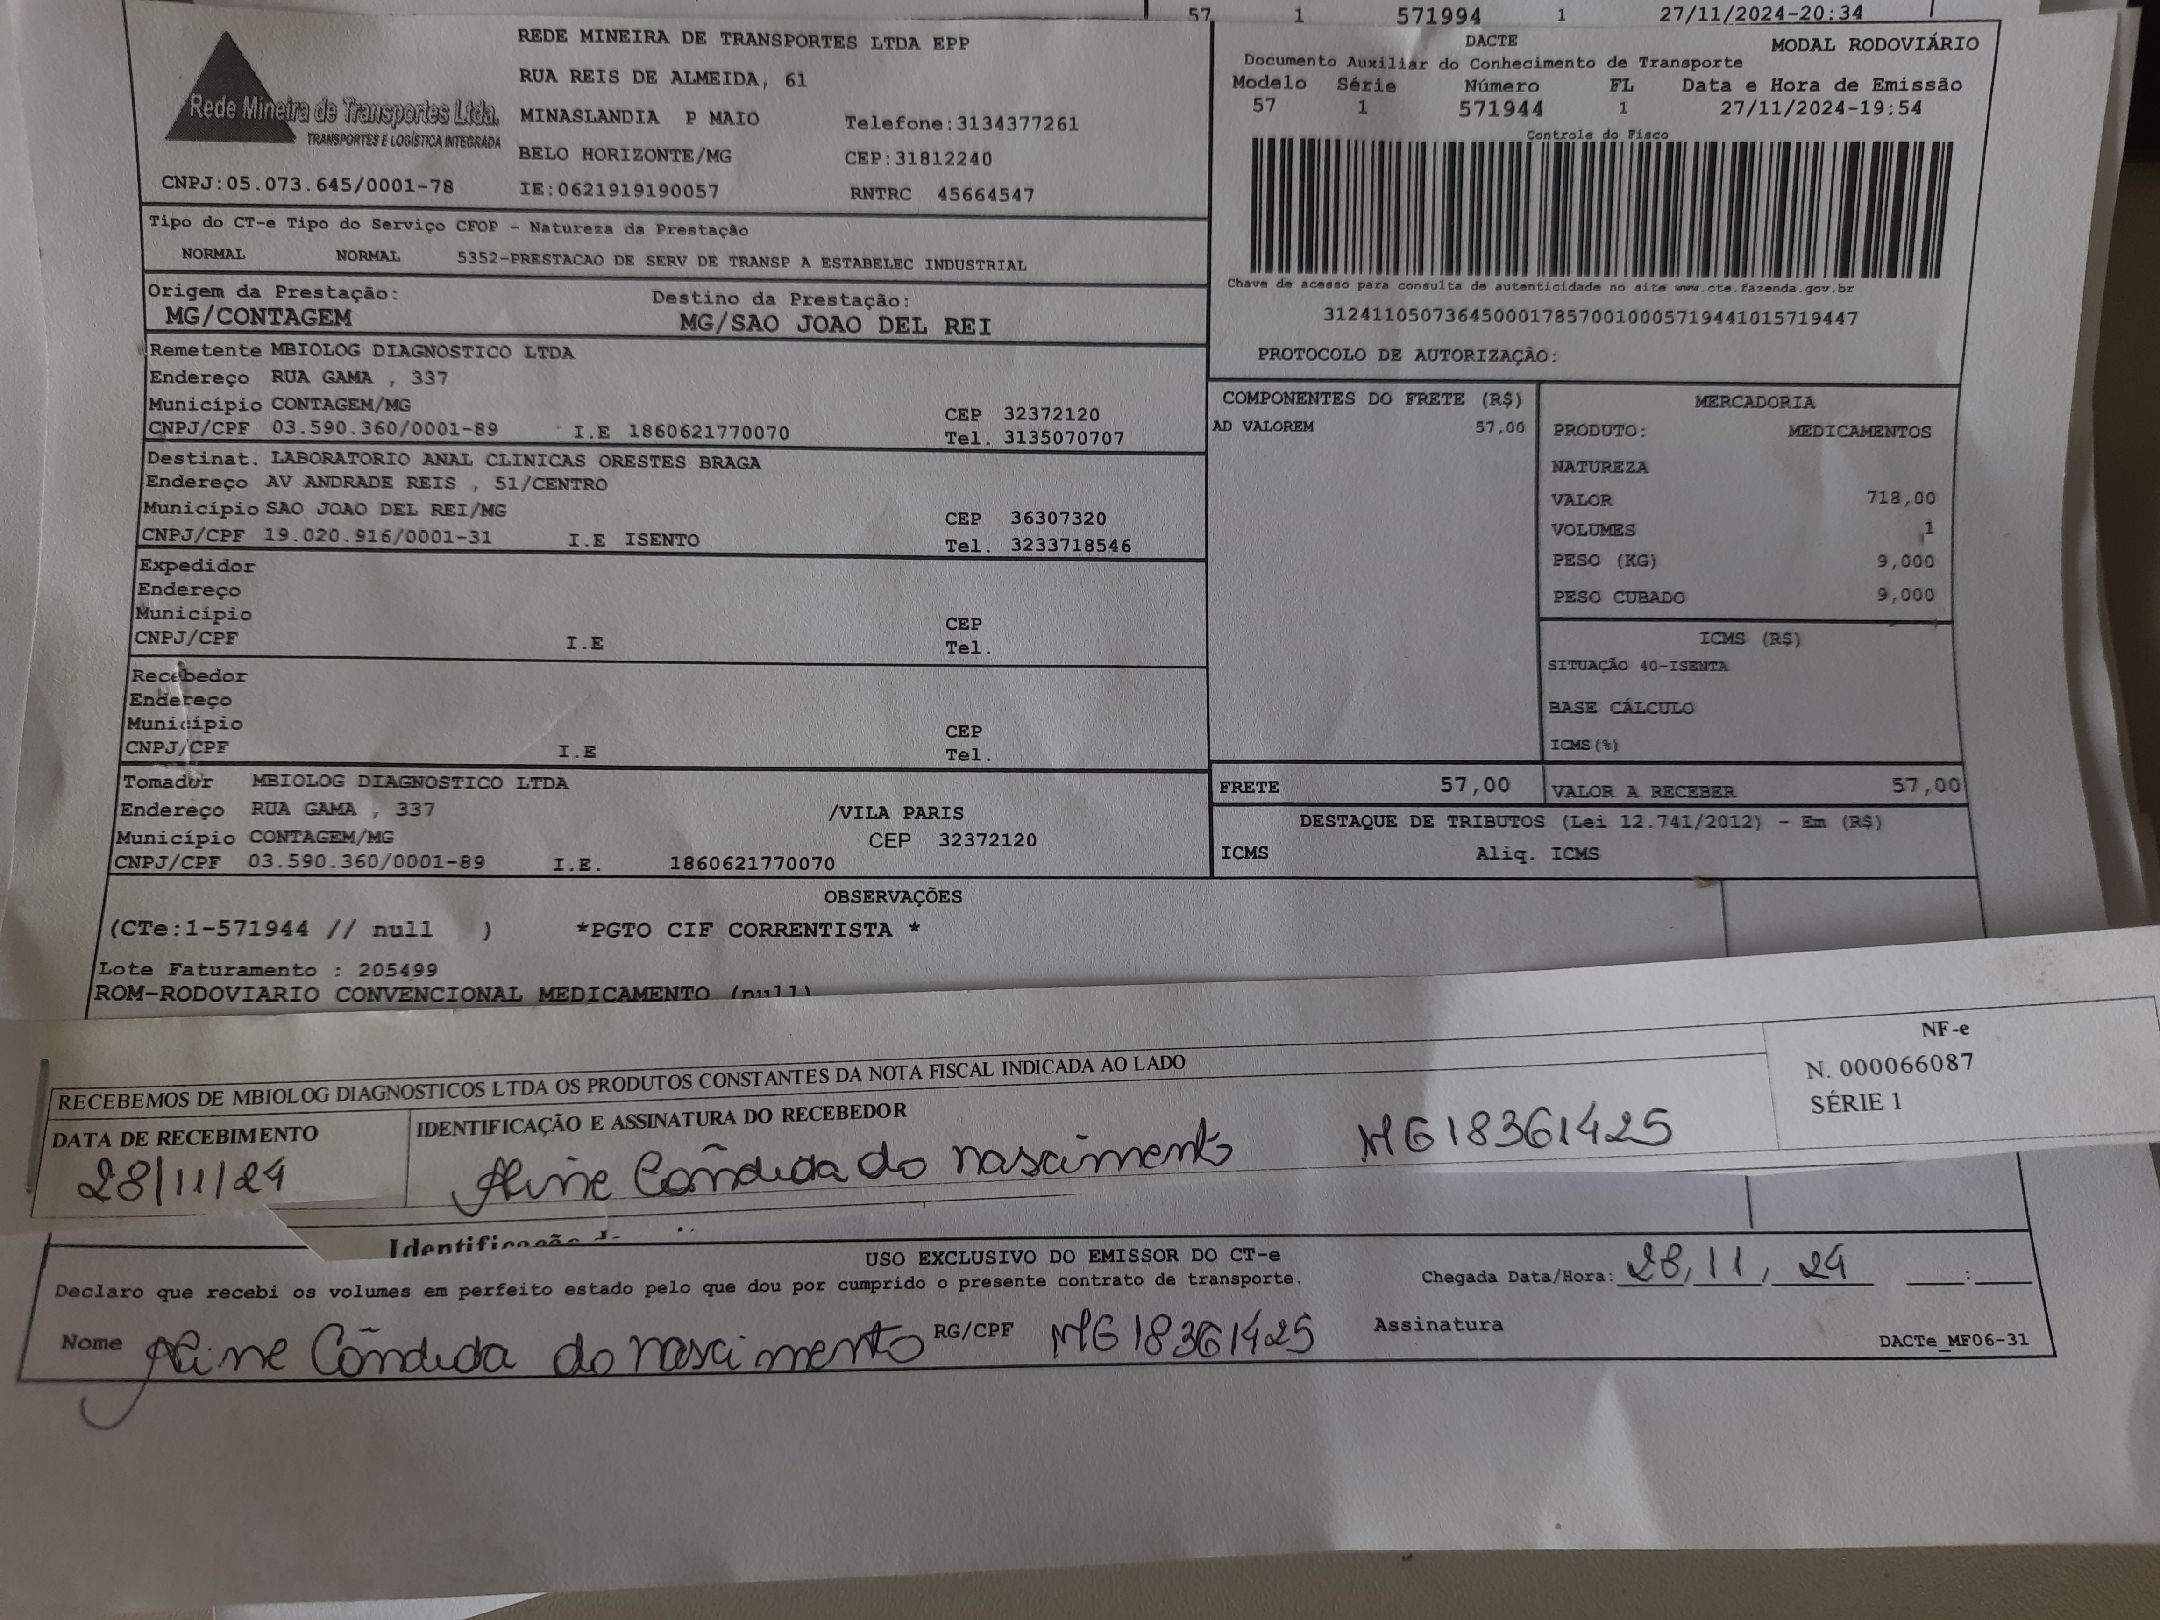 57 1 571994 1 27/11/2024-20:34
Rede Mineira de Transportes Ltda.
TRANSPORTES E LOGÍSTICA INTEGRADA
CNPJ:05.073.645/0001-78
REDE MINEIRA DE TRANSPORTES LTDA EPP
RUA REIS DE ALMEIDA, 61
MINASLANDIA P MAIO Telefone:3134377261
BELO HORIZONTE/MG CEP:31812240
IE:0621919190057 RNTRC 45664547
DACTE MODAL RODOVIÁRIO
Documento Auxiliar do Conhecimento de Transporte
Modelo Série Número FL Data e Hora de Emissão
57 1 571944 1 27/11/2024-19:54
Controle do Fisco
Chave de acesso para consulta de autenticidade no site www.cte.fazenda.gov.br
31241105073645000178570010005719441015719447
PROTOCOLO DE AUTORIZAÇÃO:
Tipo do CT-e Tipo do Serviço CFOP - Natureza da Prestação
NORMAL NORMAL 5352-PRESTACAO DE SERV DE TRANSP A ESTABELEC INDUSTRIAL
Origem da Prestação: Destino da Prestação:
MG/CONTAGEM MG/SAO JOAO DEL REI
Remetente MBIOLOG DIAGNOSTICO LTDA
Endereço RUA GAMA , 337
Município CONTAGEM/MG CEP 32372120
CNPJ/CPF 03.590.360/0001-89 I.E 1860621770070 Tel. 3135070707
Destinat. LABORATORIO ANAL CLINICAS ORESTES BRAGA
Endereço AV ANDRADE REIS , 51/CENTRO
Município SAO JOAO DEL REI/MG CEP 36307320
CNPJ/CPF 19.020.916/0001-31 I.E ISENTO Tel. 3233718546
Expedidor
Endereço
Município CEP
CNPJ/CPF I.E Tel.
Recebedor
Endereço
Município CEP
CNPJ/CPF I.E Tel.
Tomador MBIOLOG DIAGNOSTICO LTDA
Endereço RUA GAMA , 337 /VILA PARIS
Município CONTAGEM/MG CEP 32372120
CNPJ/CPF 03.590.360/0001-89 I.E. 1860621770070
COMPONENTES DO FRETE (R$)
AD VALOREM 57,00
MERCADORIA
PRODUTO: MEDICAMENTOS
NATUREZA
VALOR 718,00
VOLUMES 1
PESO (KG) 9,000
PESO CUBADO 9,000
ICMS (R$)
SITUAÇÃO 40-ISENTA
BASE CÁLCULO
ICMS(%)
FRETE 57,00 VALOR A RECEBER 57,00
DESTAQUE DE TRIBUTOS (Lei 12.741/2012) - Em (R$)
ICMS Aliq. ICMS
OBSERVAÇÕES
(CTe:1-571944 // null ) *PGTO CIF CORRENTISTA *
Lote Faturamento : 205499
ROM-RODOVIARIO CONVENCIONAL MEDICAMENTO (null)
RECEBEMOS DE MBIOLOG DIAGNOSTICOS LTDA OS PRODUTOS CONSTANTES DA NOTA FISCAL INDICADA AO LADO
NF-e
N. 000066087
SÉRIE 1
DATA DE RECEBIMENTO IDENTIFICAÇÃO E ASSINATURA DO RECEBEDOR
28/11/24 Aline Cândida do nascimento MG18361425
USO EXCLUSIVO DO EMISSOR DO CT-e
Declaro que recebi os volumes em perfeito estado pelo que dou por cumprido o presente contrato de transporte. Chegada Data/Hora: 28/11/24 __:__
Nome Aline Cândida do nascimento RG/CPF MG18361425 Assinatura
DACTe_MF06-31